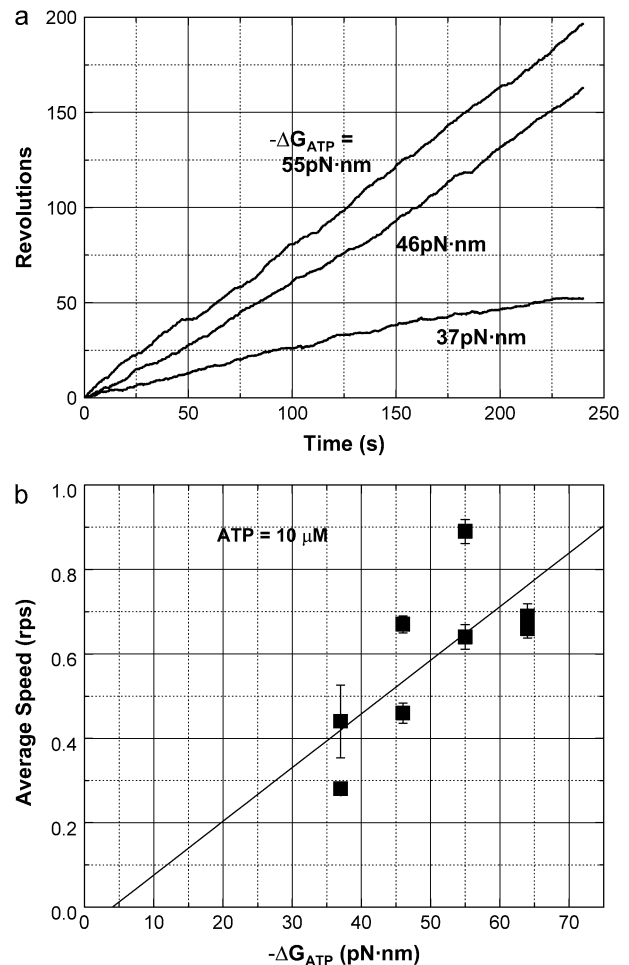 a
200
150
100
50
0
Revolutions
-ΔG_ATP =
55pN·nm
46pN·nm
37pN·nm
0 50 100 150 200 250
Time (s)
b
1.0
0.8
0.6
0.4
0.2
0.0
Average Speed (rps)
ATP = 10 μM
0 10 20 30 40 50 60 70
-ΔG_ATP (pN·nm)